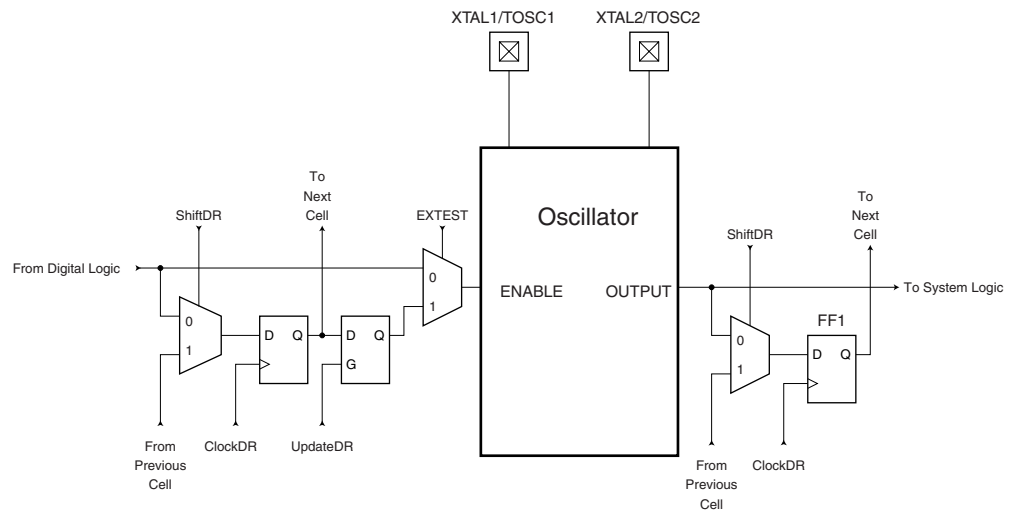 XTAL1/TOSC1
XTAL2/TOSC2
To
Next
Cell
ShiftDR
EXTEST
From Digital Logic
0
1
D
Q
D
Q
G
0
1
From
Previous
Cell
ClockDR
UpdateDR
Oscillator
ENABLE
OUTPUT
To
Next
Cell
ShiftDR
To System Logic
FF1
0
1
D
Q
From
Previous
Cell
ClockDR